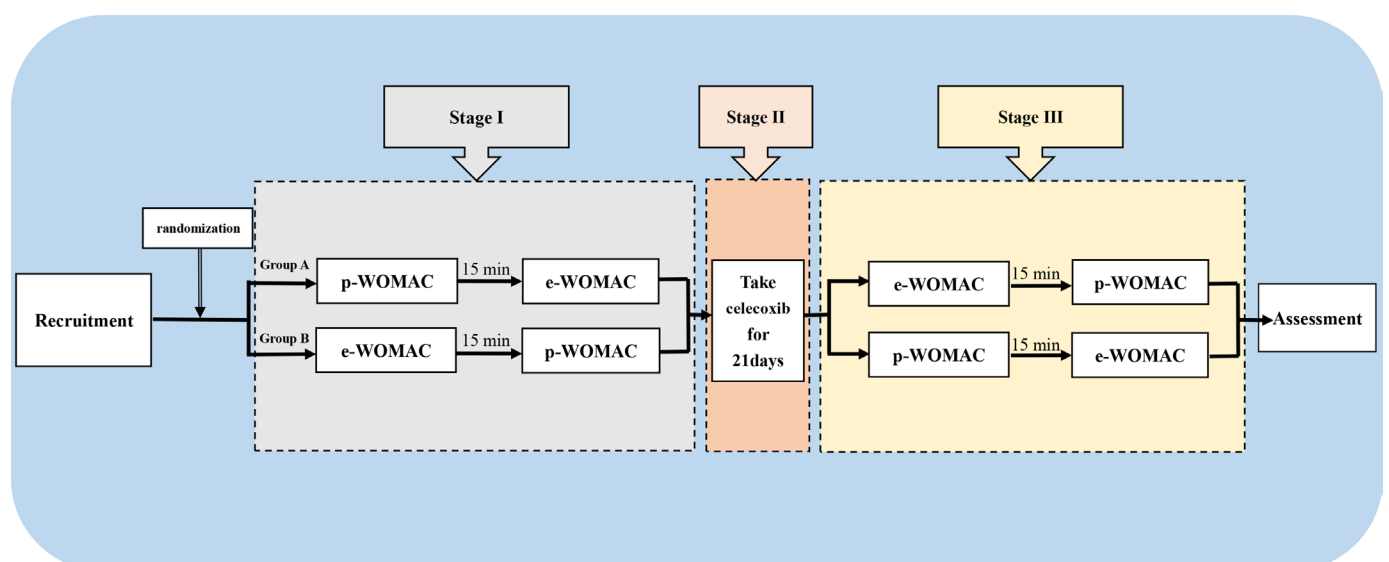 Stage I
Stage II
Stage III
randomization
Recruitment
Group A
p-WOMAC
15 min
e-WOMAC
Group B
e-WOMAC
15 min
p-WOMAC
Take
celecoxib
for
21days
e-WOMAC
15 min
p-WOMAC
p-WOMAC
15 min
e-WOMAC
Assessment